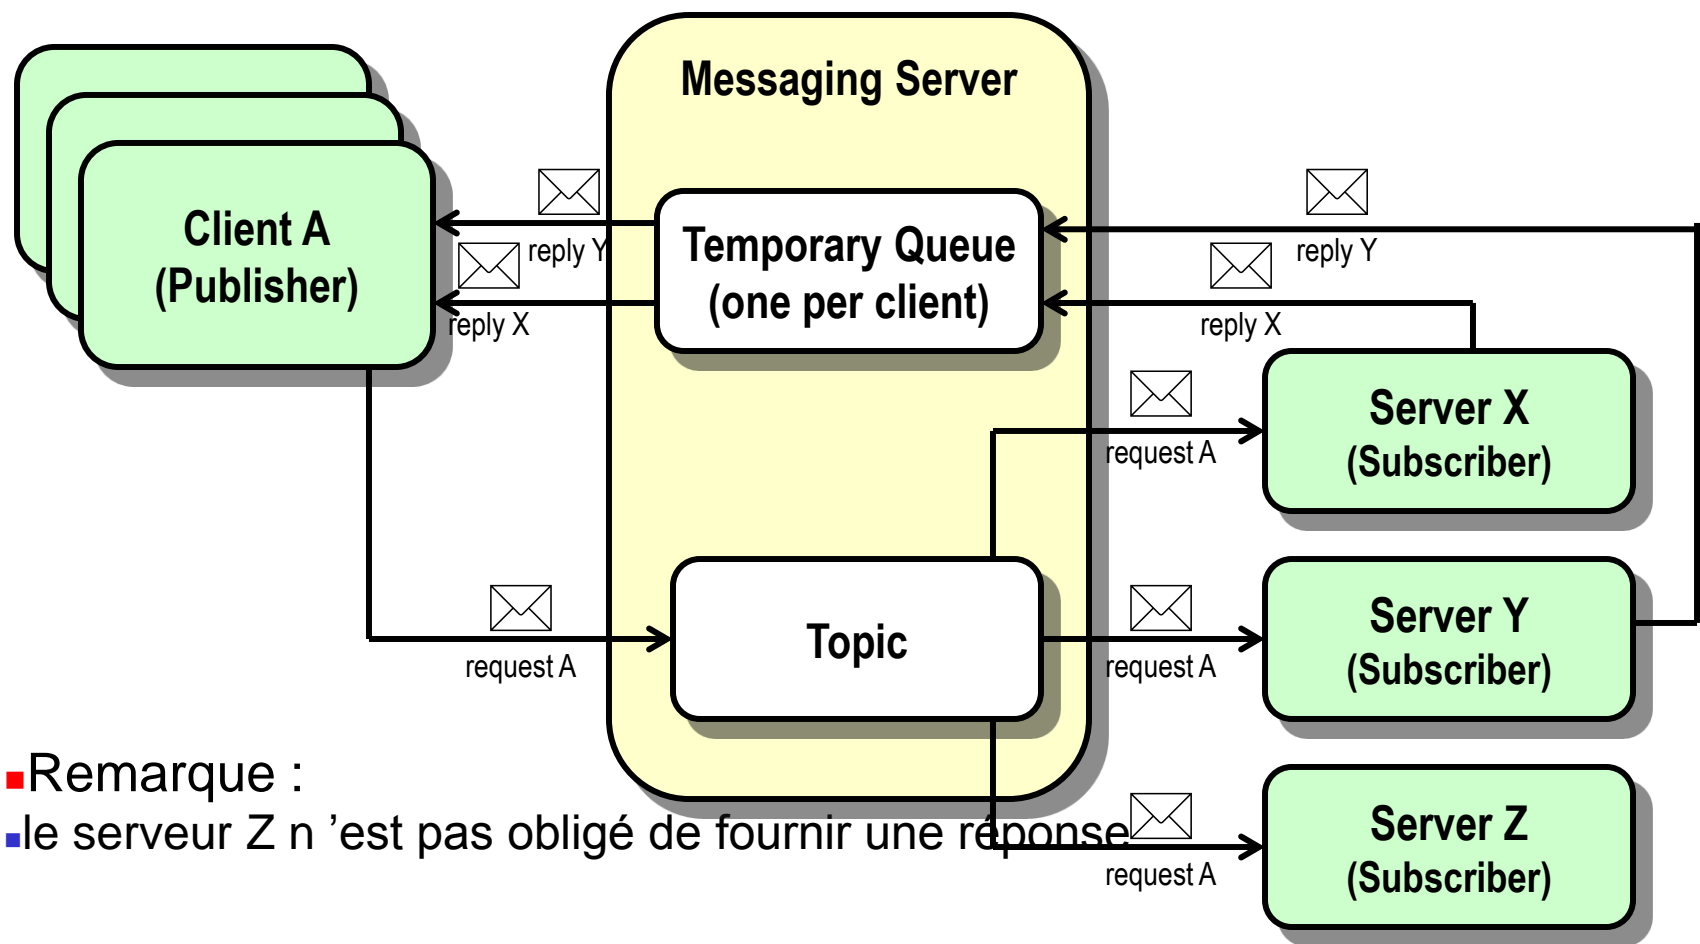 Messaging Server
Client A
(Publisher)
reply Y
reply X
Temporary Queue
(one per client)
reply Y
reply X
request A
Server X
(Subscriber)
request A
Topic
request A
Server Y
(Subscriber)
Remarque :
le serveur Z n ’est pas obligé de fournir une réponse
request A
Server Z
(Subscriber)